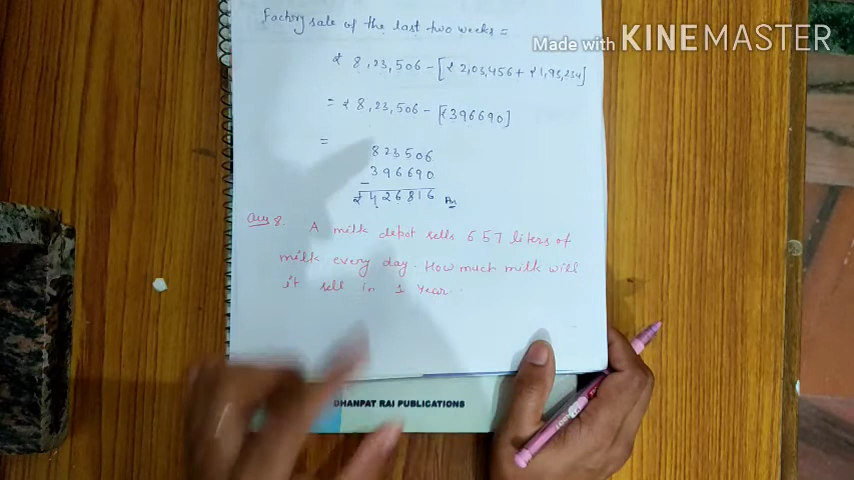 Factory sale of the last two weeks =
Made with KINEMASTER
₹ 8,23,506 - [₹ 2,03,456 + ₹ 1,93,234]
= ₹ 8,23,506 - [₹396690]
=
823506
396690
-
₹ 426816 Ans
Ans 8. A milk depot sells 657 liters of
milk every day. How much milk will
it sell in 1 year.
DHANPAT RAI PUBLICATIONS